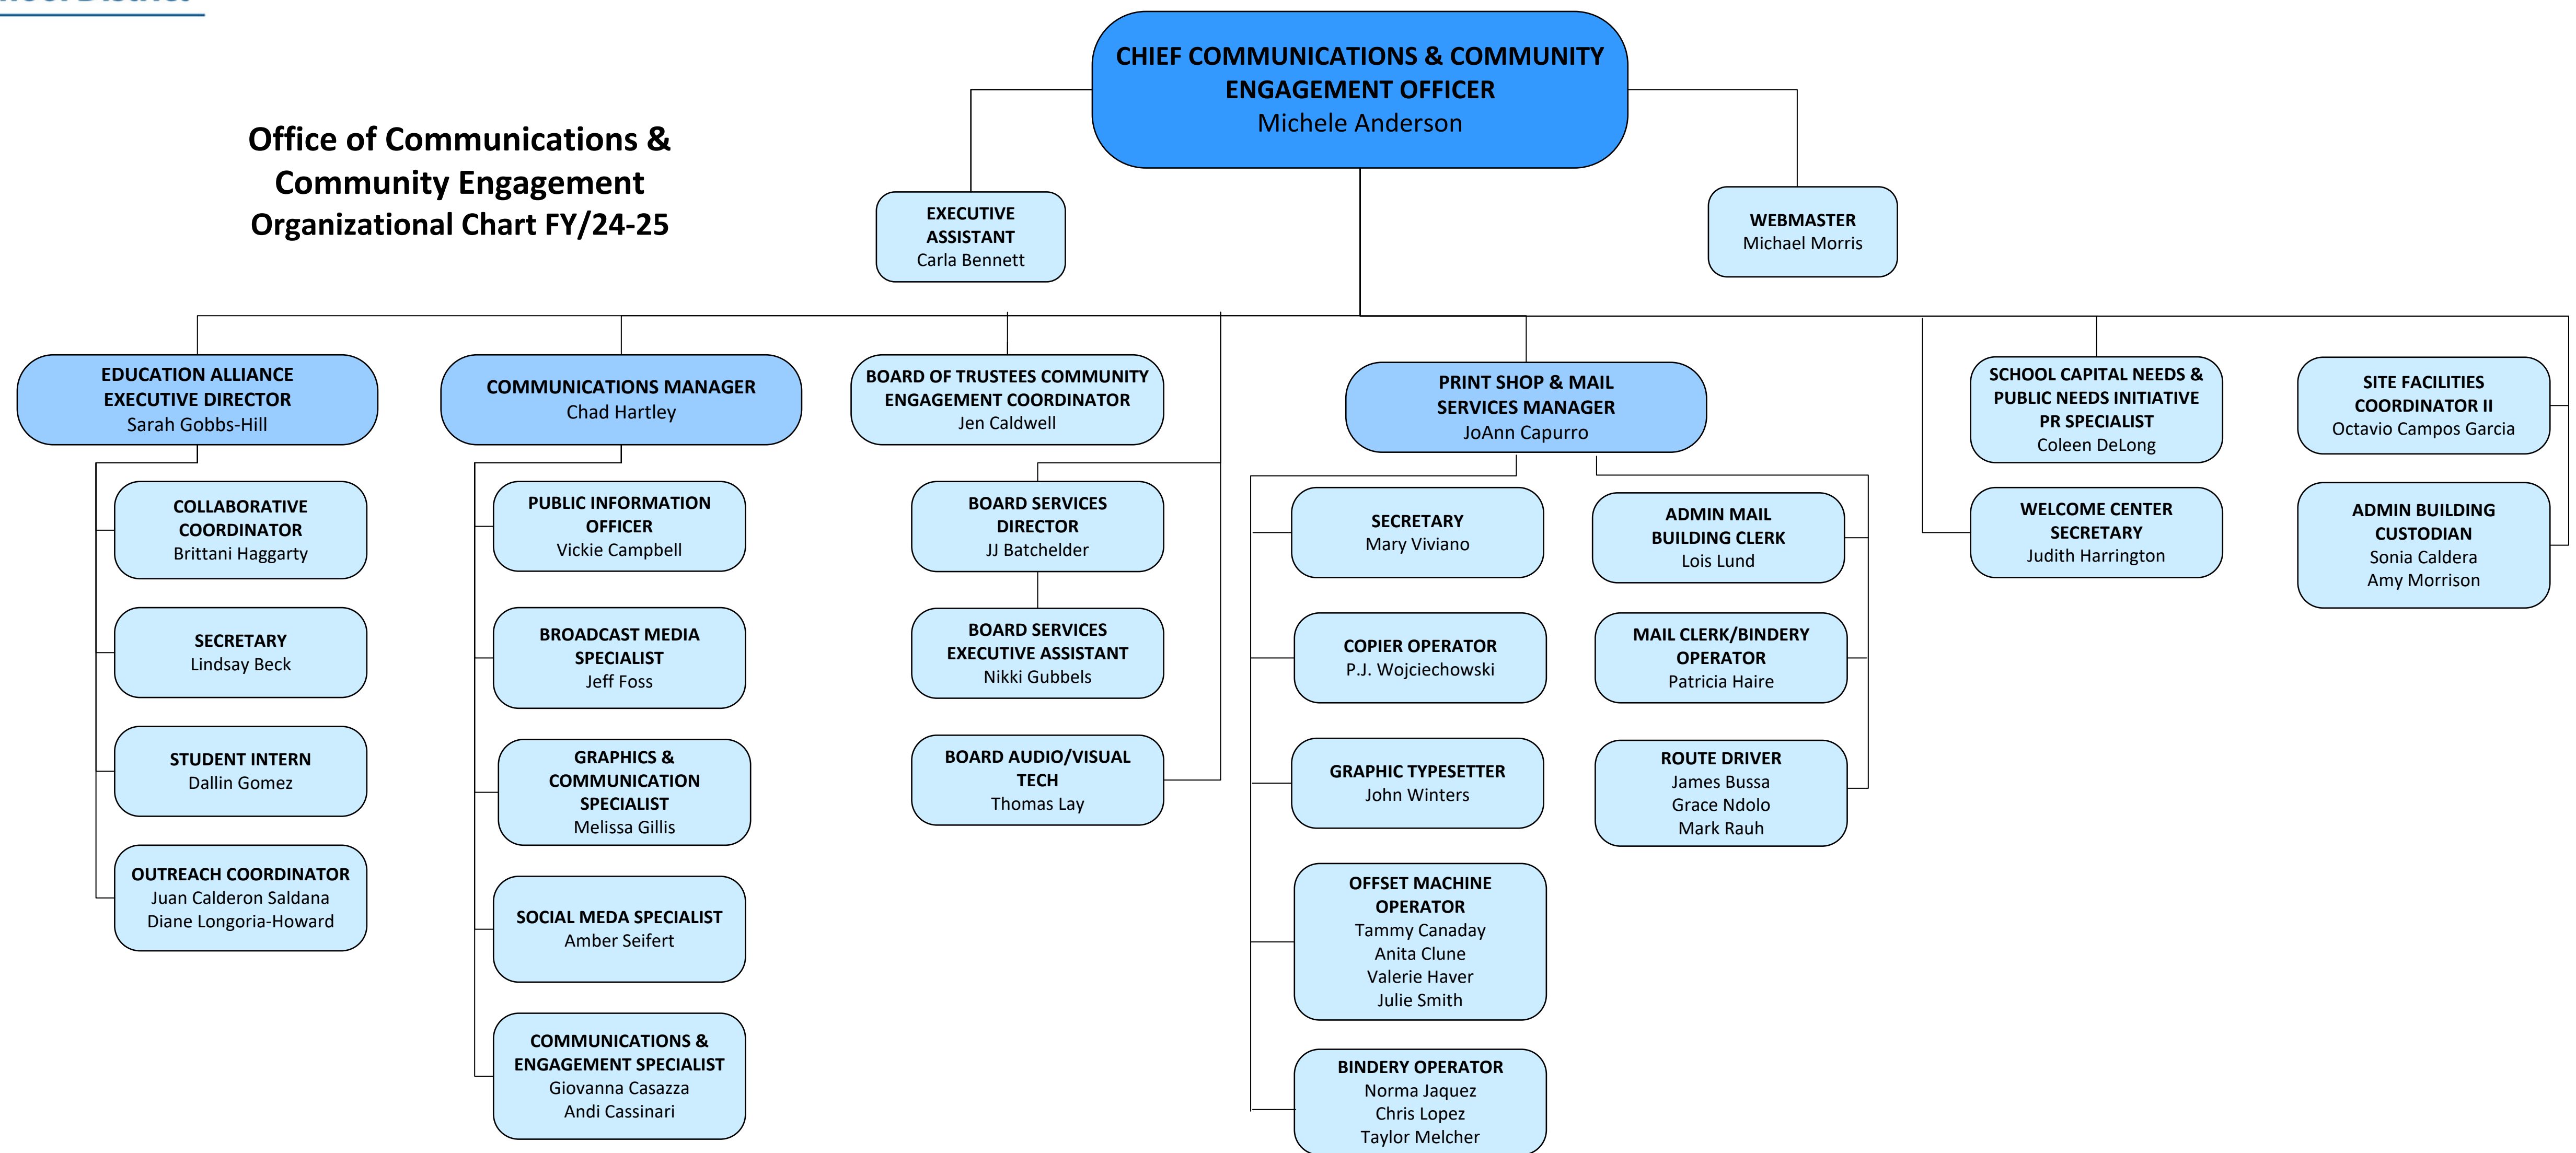 CHIEF COMMUNICATIONS & COMMUNITY
ENGAGEMENT OFFICER
Michele Anderson
Office of Communications &
Community Engagement
Organizational Chart FY/24-25
EXECUTIVE
ASSISTANT
Carla Bennett
WEBMASTER
Michael Morris
EDUCATION ALLIANCE
EXECUTIVE DIRECTOR
Sarah Gobbs-Hill
COLLABORATIVE
COORDINATOR
Brittani Haggarty
SECRETARY
Lindsay Beck
STUDENT INTERN
Dallin Gomez
OUTREACH COORDINATOR
Juan Calderon Saldana
Diane Longoria-Howard
COMMUNICATIONS MANAGER
Chad Hartley
PUBLIC INFORMATION
OFFICER
Vickie Campbell
BROADCAST MEDIA
SPECIALIST
Jeff Foss
GRAPHICS &
COMMUNICATION
SPECIALIST
Melissa Gillis
SOCIAL MEDA SPECIALIST
Amber Seifert
COMMUNICATIONS &
ENGAGEMENT SPECIALIST
Giovanna Casazza
Andi Cassinari
BOARD OF TRUSTEES COMMUNITY
ENGAGEMENT COORDINATOR
Jen Caldwell
BOARD SERVICES
DIRECTOR
JJ Batchelder
BOARD SERVICES
EXECUTIVE ASSISTANT
Nikki Gubbels
BOARD AUDIO/VISUAL
TECH
Thomas Lay
PRINT SHOP & MAIL
SERVICES MANAGER
JoAnn Capurro
SECRETARY
Mary Viviano
COPIER OPERATOR
P.J. Wojciechowski
GRAPHIC TYPESETTER
John Winters
OFFSET MACHINE
OPERATOR
Tammy Canaday
Anita Clune
Valerie Haver
Julie Smith
BINDERY OPERATOR
Norma Jaquez
Chris Lopez
Taylor Melcher
ADMIN MAIL
BUILDING CLERK
Lois Lund
MAIL CLERK/BINDERY
OPERATOR
Patricia Haire
ROUTE DRIVER
James Bussa
Grace Ndolo
Mark Rauh
SCHOOL CAPITAL NEEDS &
PUBLIC NEEDS INITIATIVE
PR SPECIALIST
Coleen DeLong
WELCOME CENTER
SECRETARY
Judith Harrington
SITE FACILITIES
COORDINATOR II
Octavio Campos Garcia
ADMIN BUILDING
CUSTODIAN
Sonia Caldera
Amy Morrison